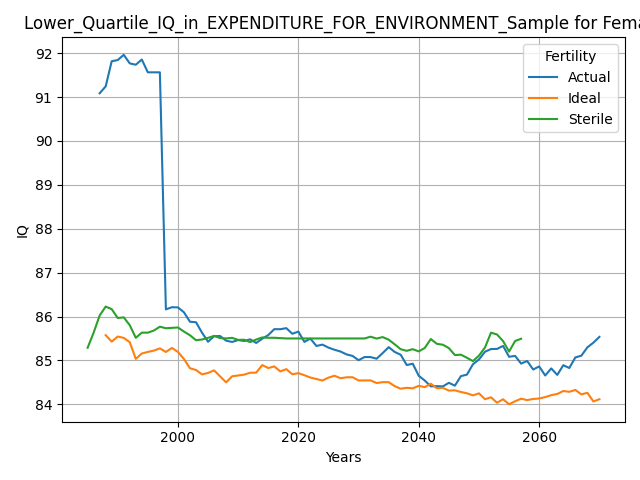 Lower_Quartile_IQ_in_EXPENDITURE_FOR_ENVIRONMENT_Sample for Fema
Fertility
Actual
Ideal
Sterile
92
91
90
89
88
87
86
85
84
IQ
2000
2020
2040
2060
Years